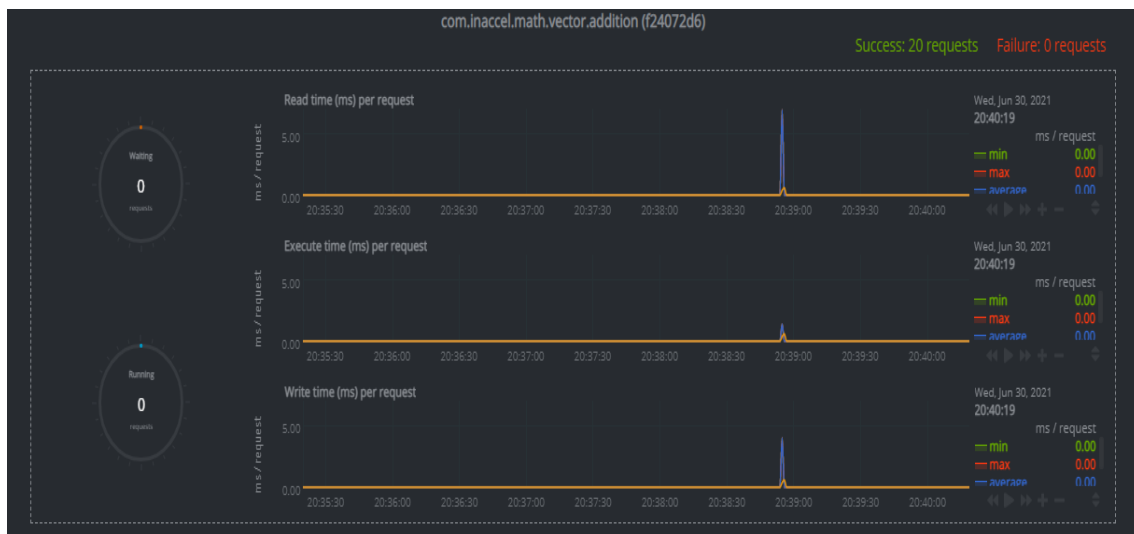 com.inaccel.math.vector.addition (f24072d6)
Success: 20 requests Failure: 0 requests
Waiting
0
requests
Running
0
requests
Read time (ms) per request
ms / request
5.00
0.00
20:35:30 20:36:00 20:36:30 20:37:00 20:37:30 20:38:00 20:38:30 20:39:00 20:39:30 20:40:00
Wed, Jun 30, 2021
20:40:19
ms / request
min 0.00
max 0.00
average 0.00
Execute time (ms) per request
ms / request
5.00
0.00
20:35:30 20:36:00 20:36:30 20:37:00 20:37:30 20:38:00 20:38:30 20:39:00 20:39:30 20:40:00
Wed, Jun 30, 2021
20:40:19
ms / request
min 0.00
max 0.00
average 0.00
Write time (ms) per request
ms / request
5.00
0.00
20:35:30 20:36:00 20:36:30 20:37:00 20:37:30 20:38:00 20:38:30 20:39:00 20:39:30 20:40:00
Wed, Jun 30, 2021
20:40:19
ms / request
min 0.00
max 0.00
average 0.00